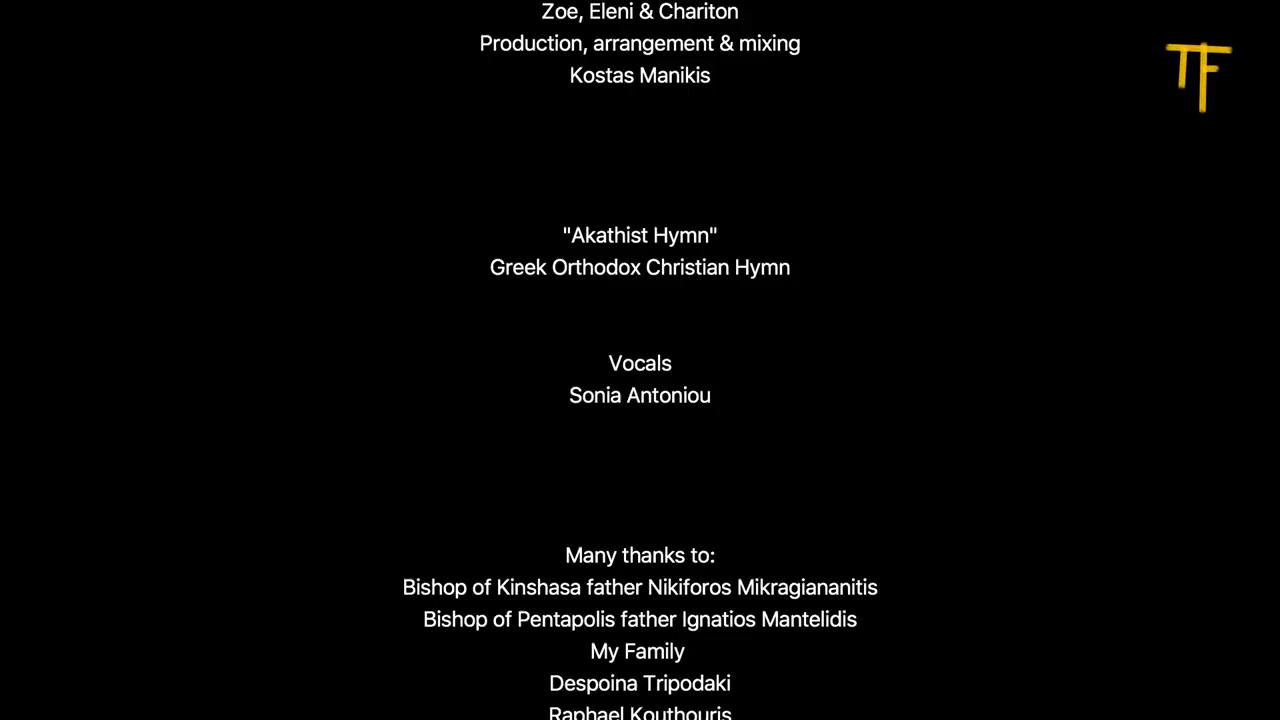 Zoe, Eleni & Chariton
Production, arrangement & mixing
Kostas Manikis
TF
"Akathist Hymn"
Greek Orthodox Christian Hymn
Vocals
Sonia Antoniou
Many thanks to:
Bishop of Kinshasa father Nikiforos Mikragiananitis
Bishop of Pentapolis father Ignatios Mantelidis
My Family
Despoina Tripodaki
Raphael Kouthouris